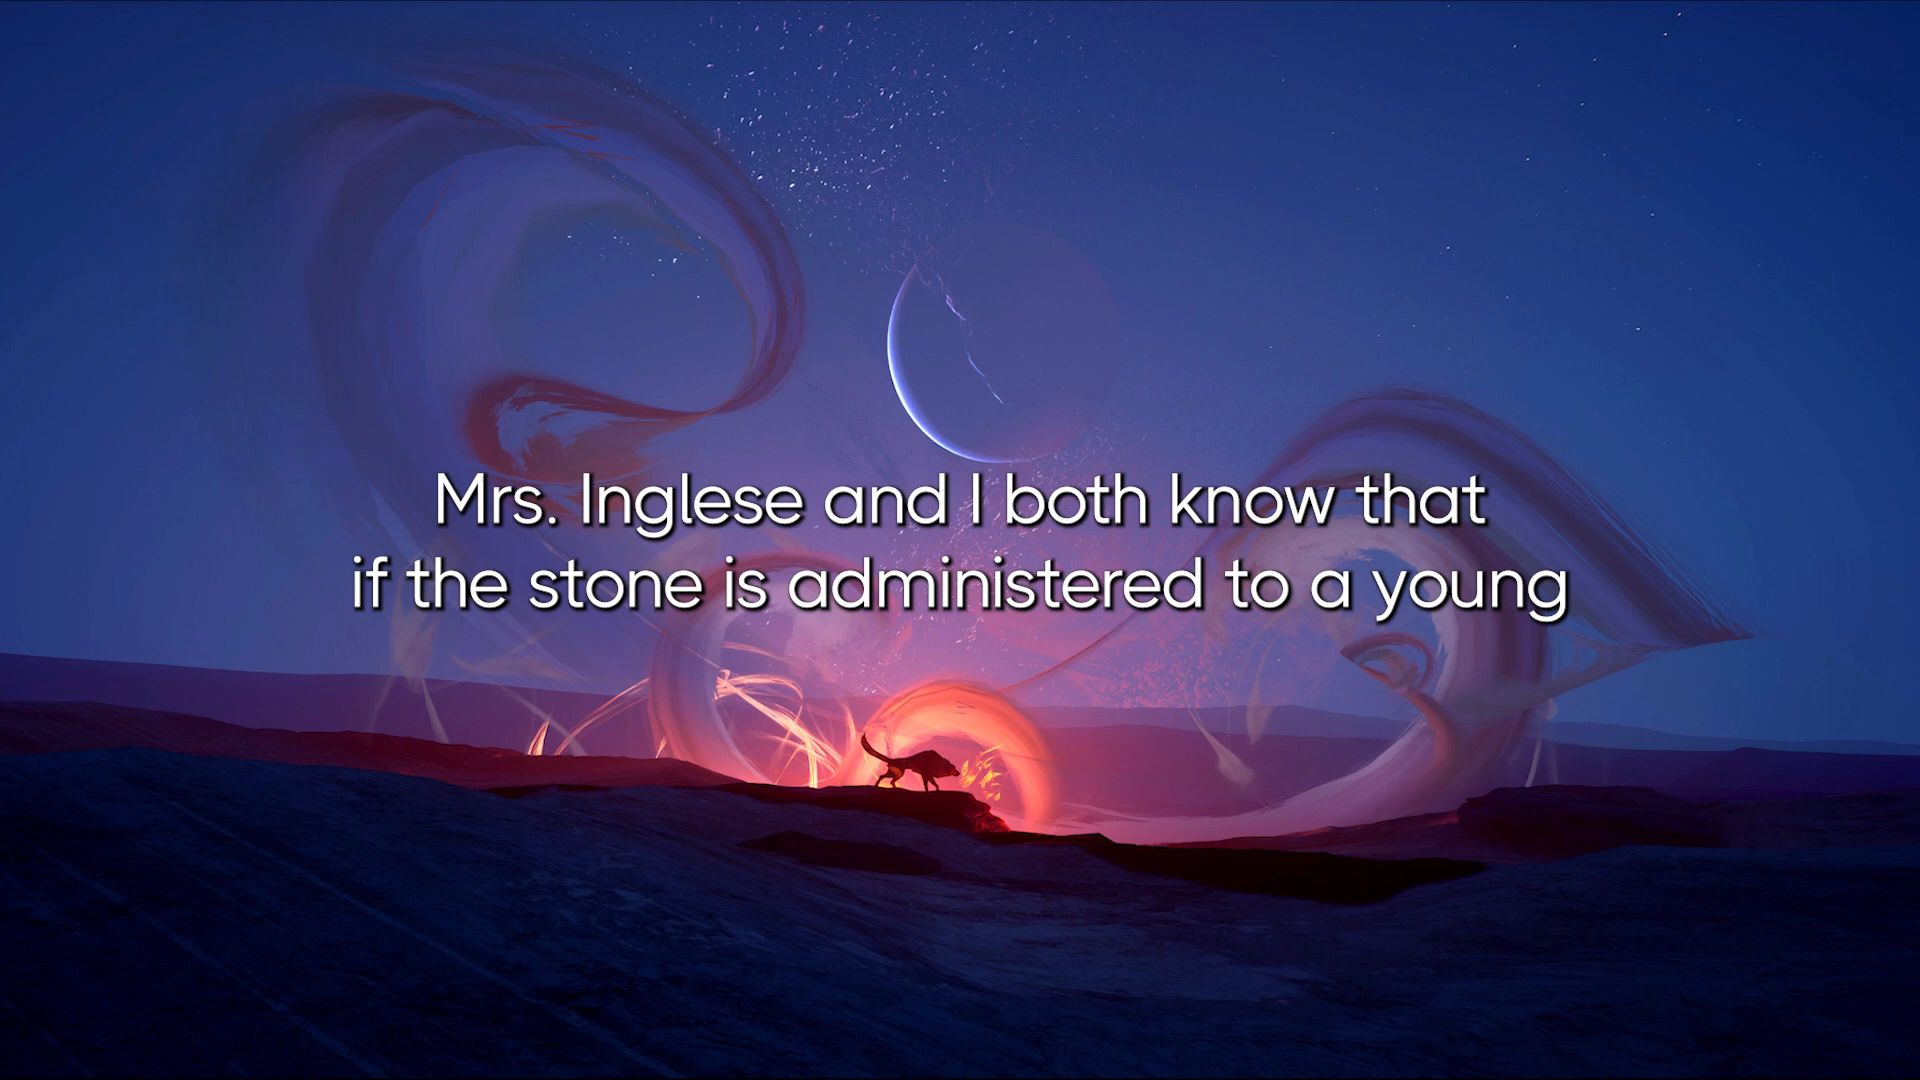 Mrs. Inglese and I both know that
if the stone is administered to a young